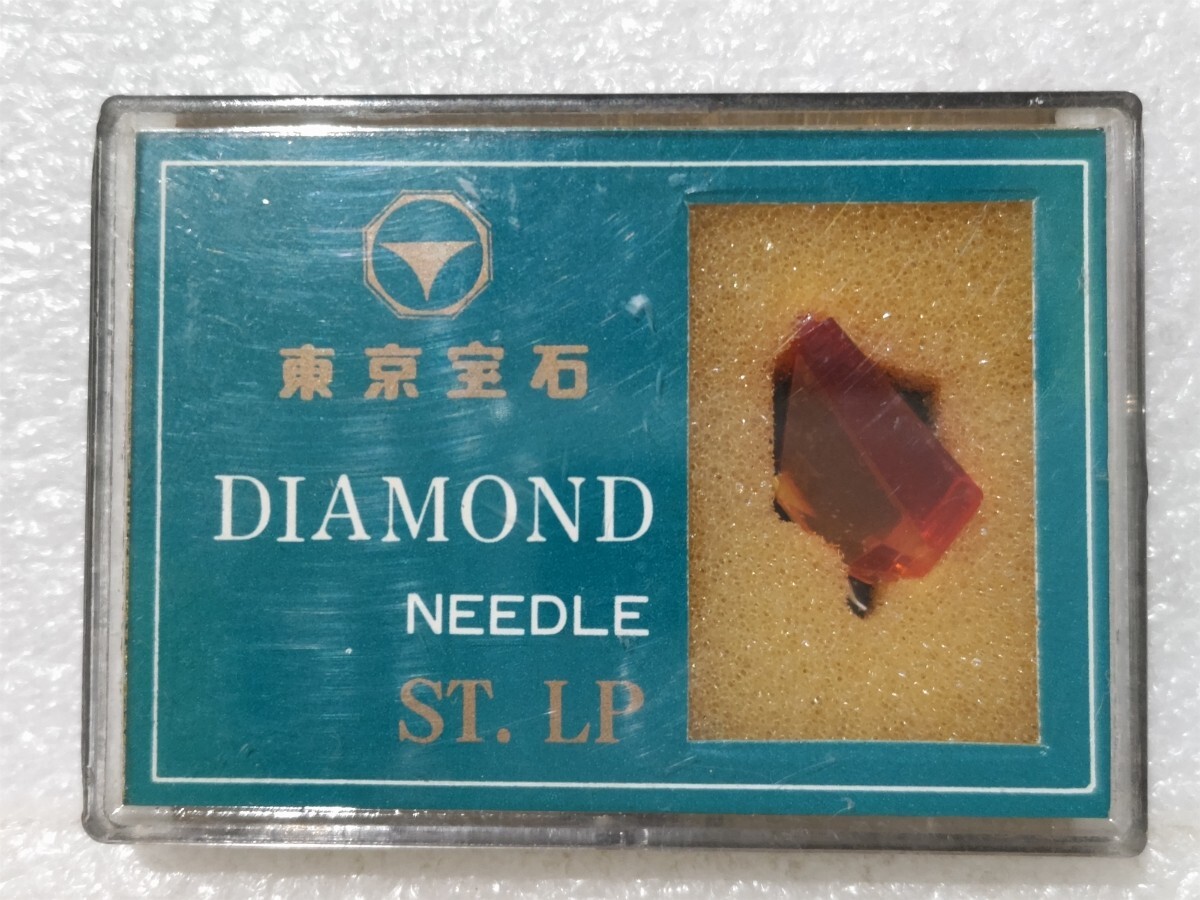 東京宝石
DIAMOND
NEEDLE
ST. LP